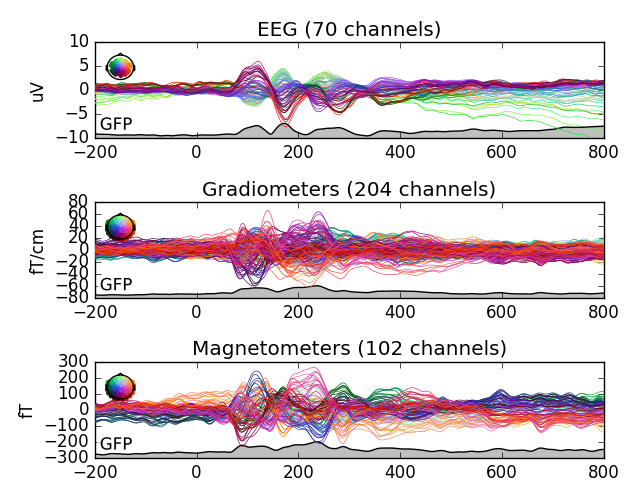 EEG (70 channels)
10
5
0
−5
−10
uV
GFP
−200 0 200 400 600 800
Gradiometers (204 channels)
80
60
40
20
0
−20
−40
−60
−80
fT/cm
GFP
−200 0 200 400 600 800
Magnetometers (102 channels)
300
200
100
0
−100
−200
−300
fT
GFP
−200 0 200 400 600 800